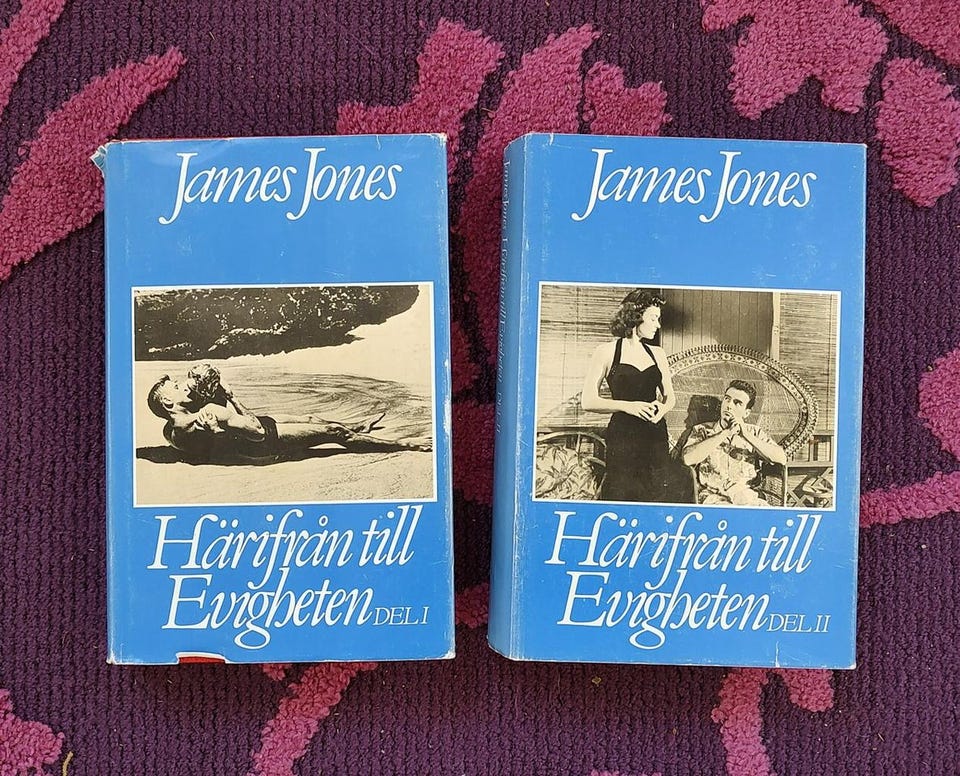 James Jones
Härifrån till
Evigheten DEL I
James Jones
Härifrån till
Evigheten DEL II